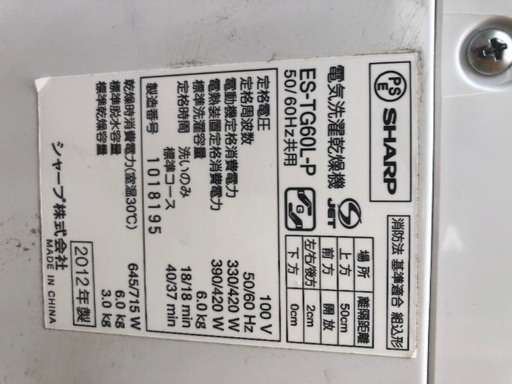 PS
E
SHARP
電気洗濯乾燥機
ES-TG60L-P
50/60Hz共用
S
JET
消防法 基準適合 組込形
場所 離隔距離
上方 50cm
前方 開放
左右/後方 2cm
下方 0cm
定格電圧 100 V
定格周波数 50/60 Hz
電動機定格消費電力 330/420 W
電熱装置定格消費電力 390/420 W
標準洗濯容量 6.0 kg
定格時間 洗いのみ 18/18 min
標準コース 40/37 min
製造番号 1018195
乾燥時消費電力(室温30℃) 645/715 W
標準脱水容量 6.0 kg
標準乾燥容量 3.0 kg
シャープ株式会社 2012年製
MADE IN CHINA